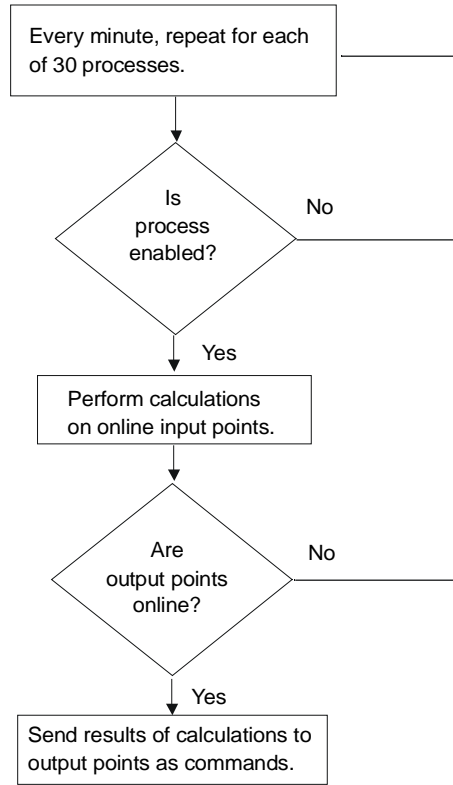 Every minute, repeat for each
of 30 processes.
Is
process
enabled?
No
Yes
Perform calculations
on online input points.
Are
output points
online?
No
Yes
Send results of calculations to
output points as commands.